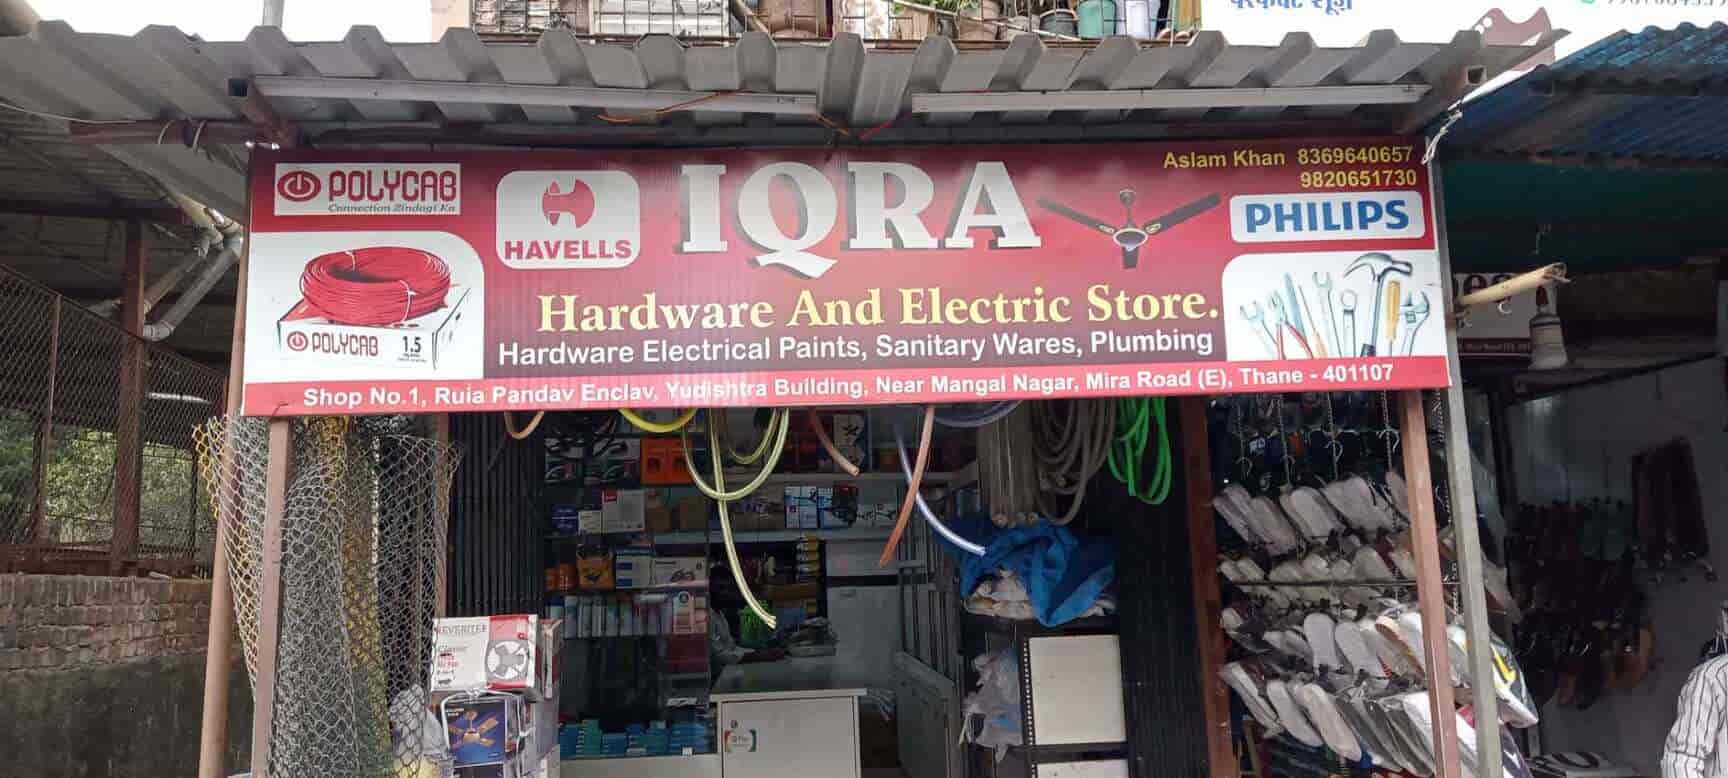 परफेक्ट शूज़
Aslam Khan 8369640657
9820651730
POLYCAB
Connection Zindagi Ka
HAVELLS
IQRA
PHILIPS
Hardware And Electric Store.
POLYCAB 1.5
Hardware Electrical Paints, Sanitary Wares, Plumbing
Shop No.1, Ruia Pandav Enclav, Yudishtra Building, Near Mangal Nagar, Mira Road (E), Thane - 401107
Classic